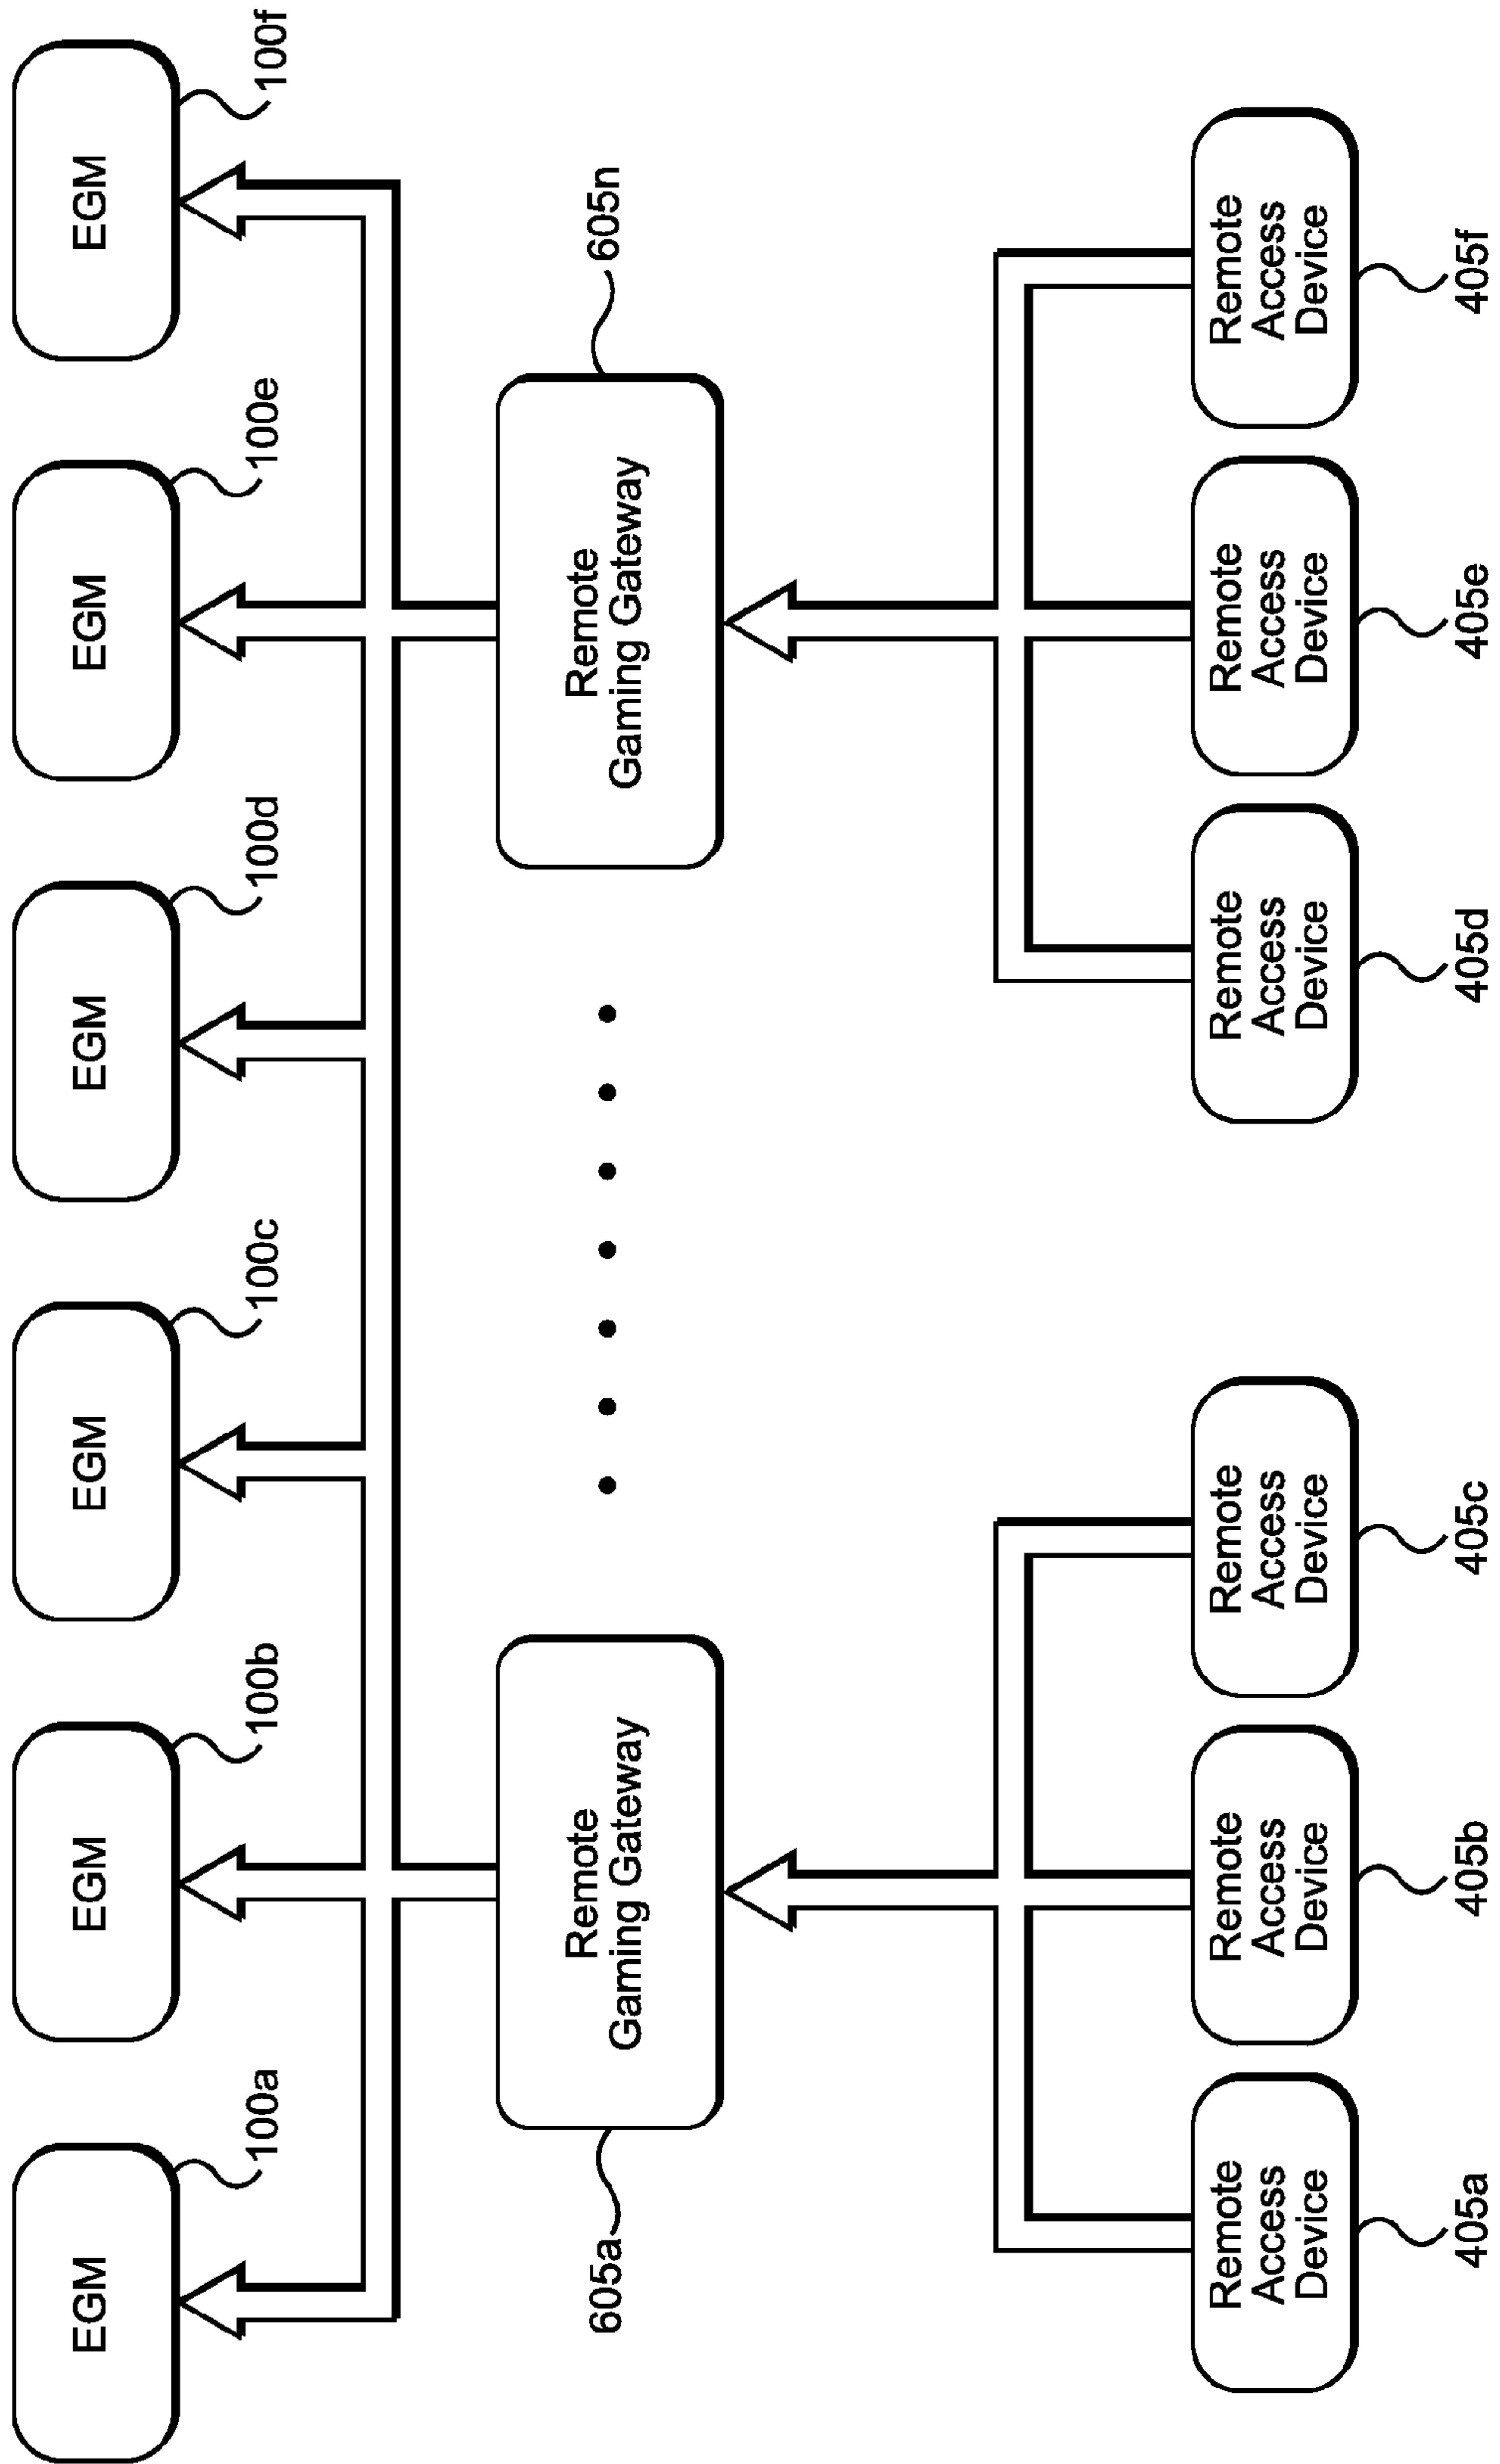 EGM
EGM
EGM
EGM
EGM
EGM
100a
100b
100c
100d
100e
100f
605a
Remote
Gaming Gateway
Remote
Gaming Gateway
605n
Remote
Access
Device
Remote
Access
Device
Remote
Access
Device
Remote
Access
Device
Remote
Access
Device
Remote
Access
Device
405a
405b
405c
405d
405e
405f